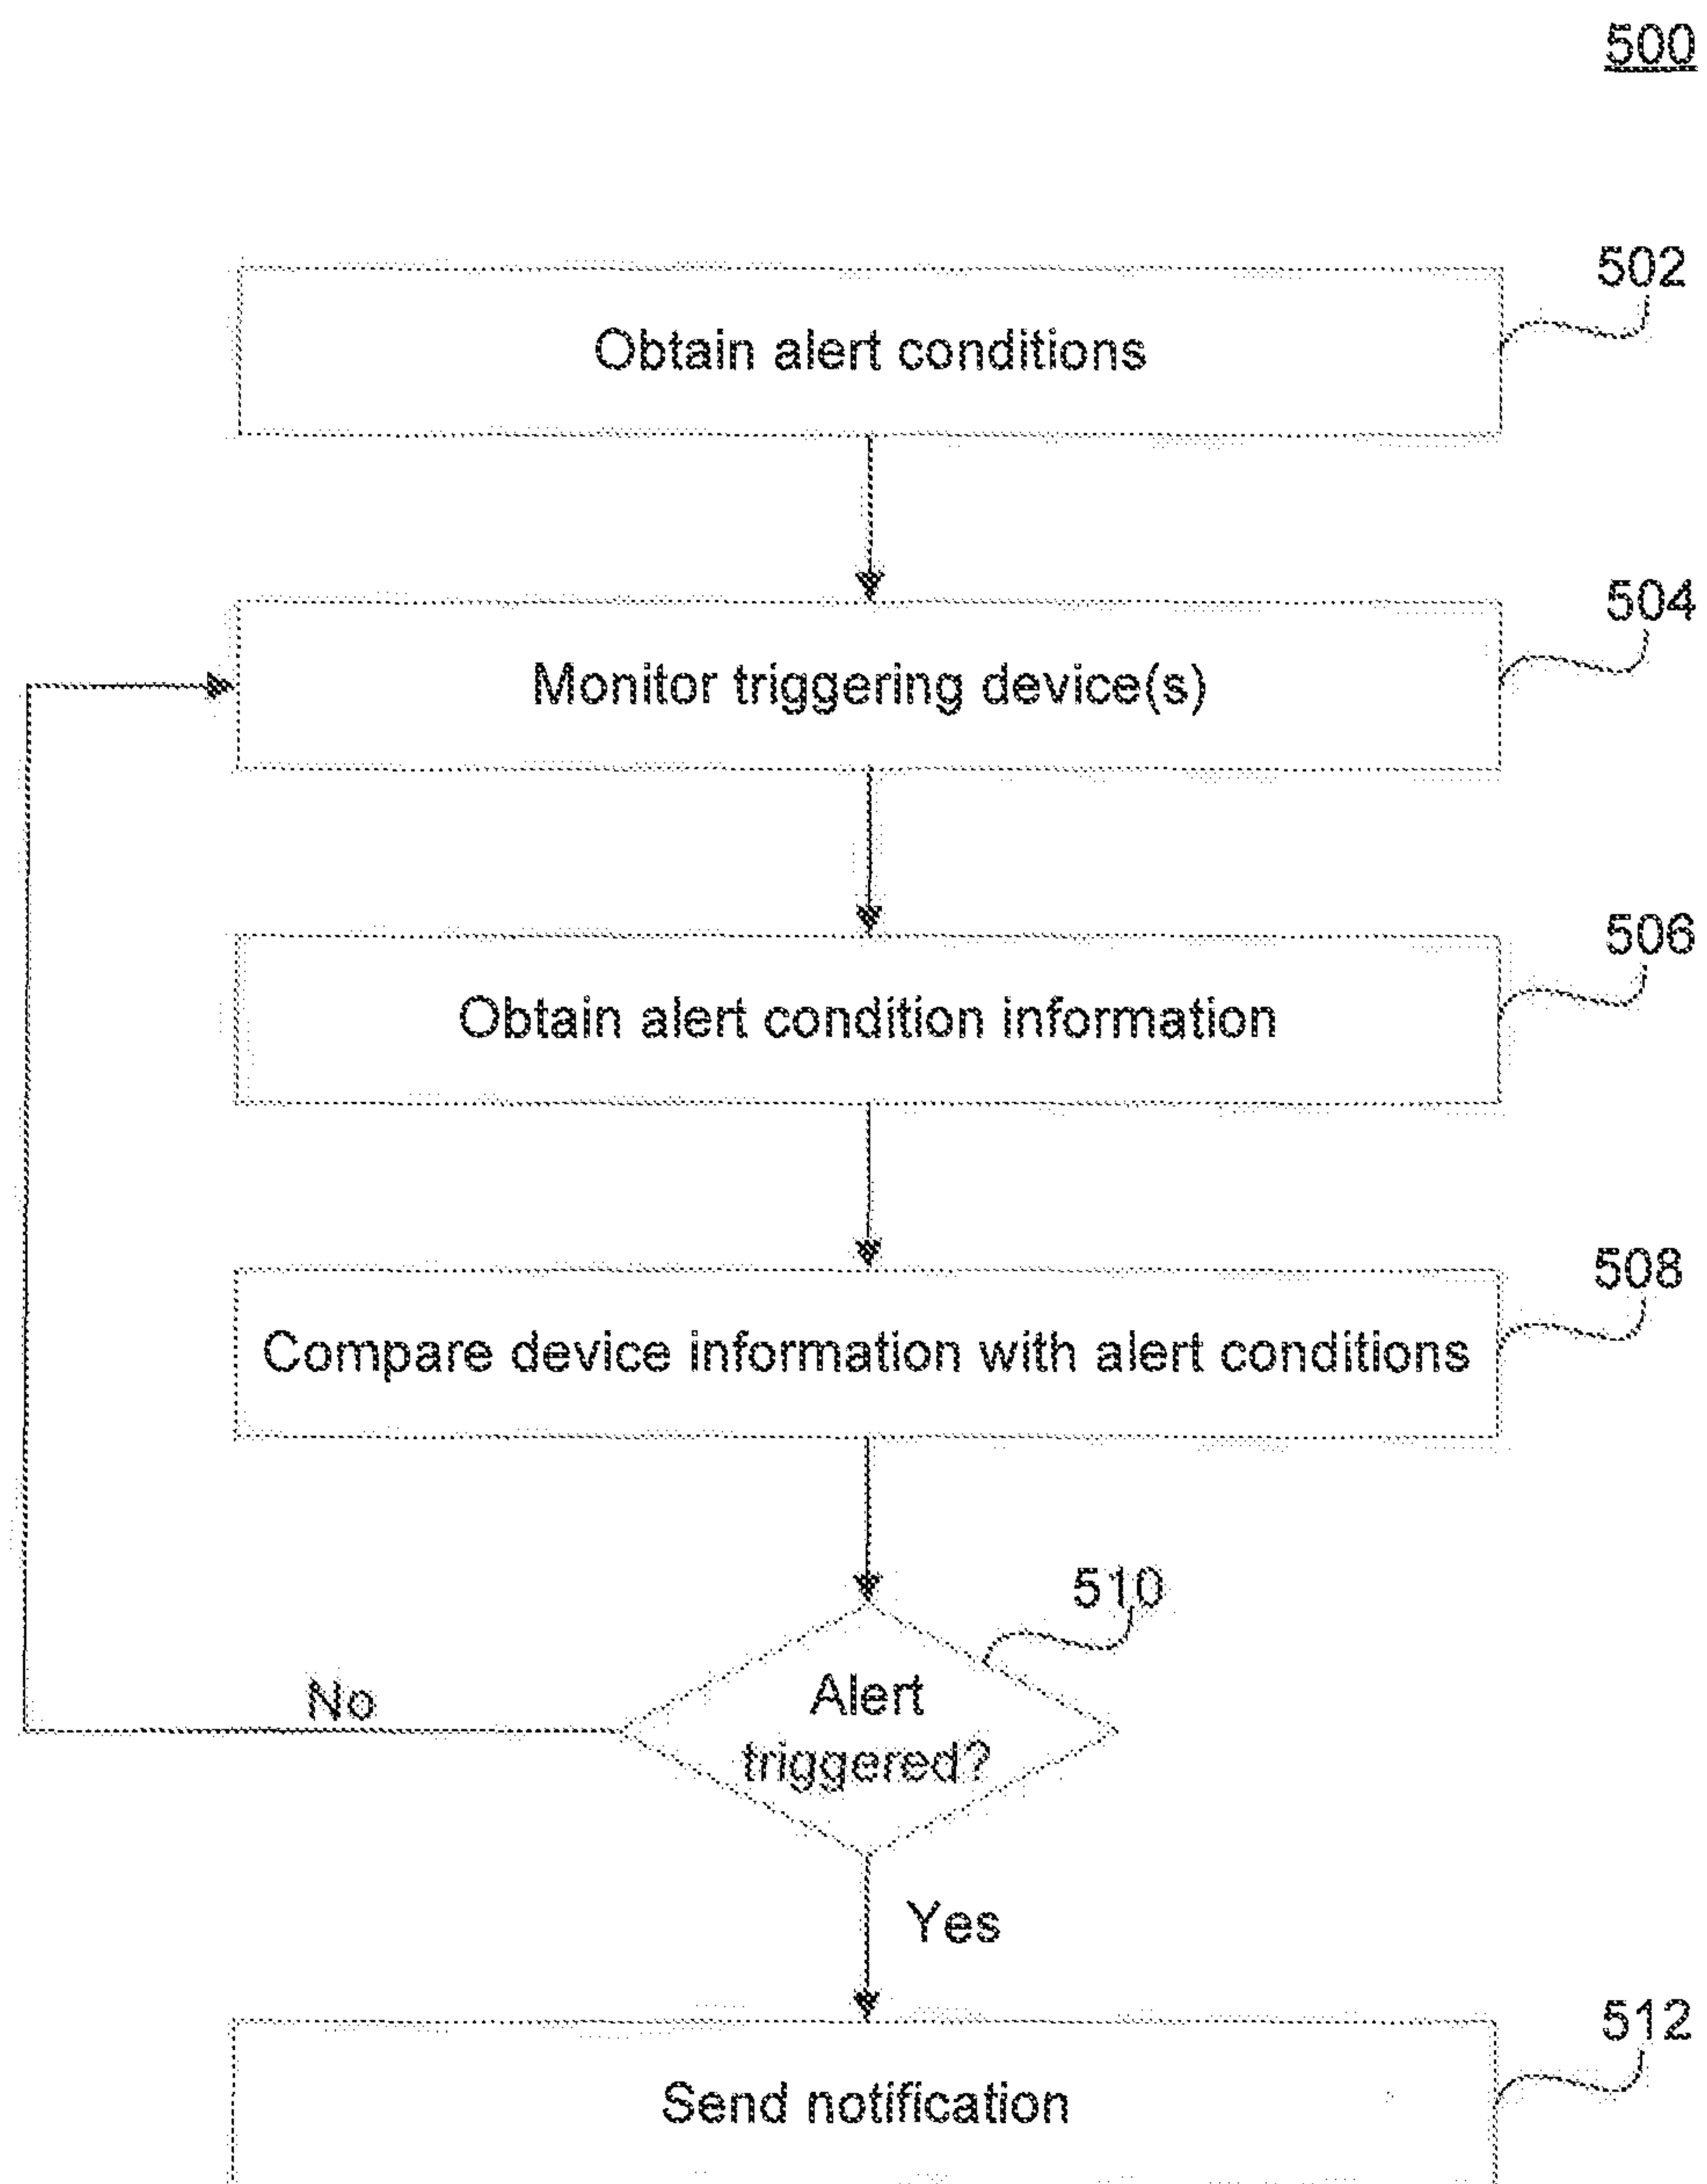 500
502
Obtain alert conditions
504
Monitor triggering device(s)
506
Obtain alert condition information
508
Compare device information with alert conditions
510
Alert
triggered?
No
Yes
512
Send notification